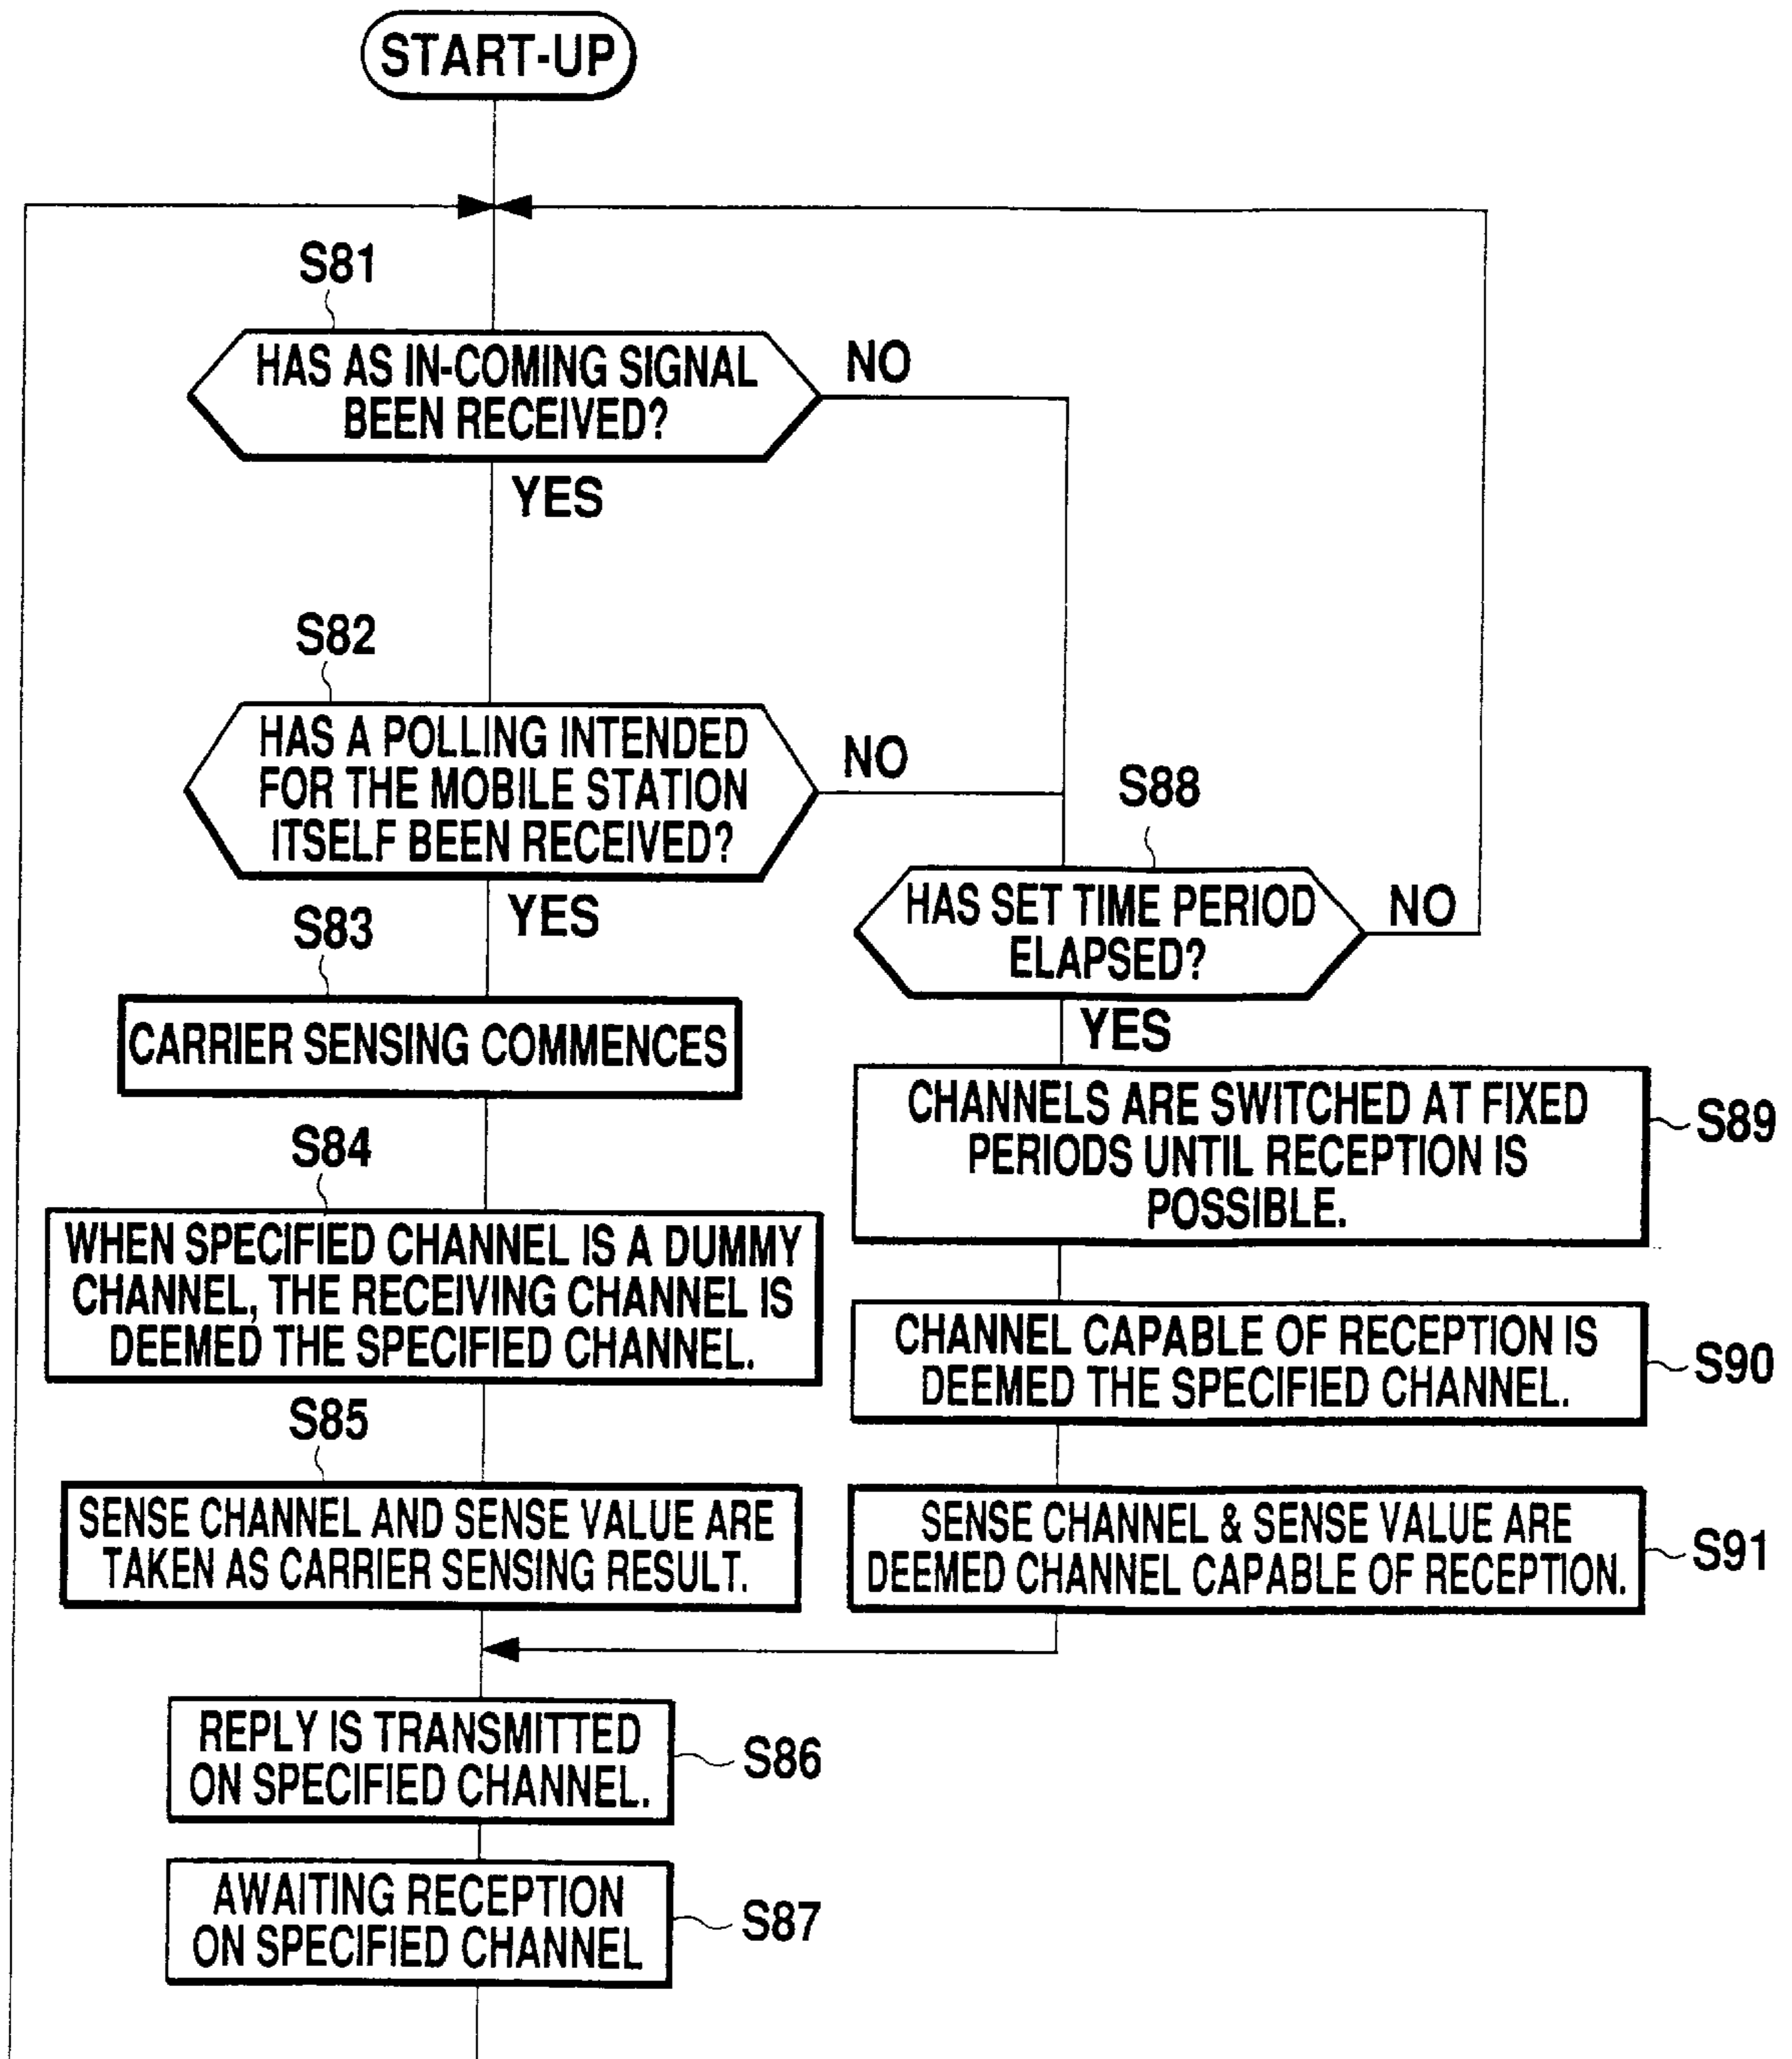 START-UP
S81
HAS AS IN-COMING SIGNAL
BEEN RECEIVED?
NO
YES
S82
HAS A POLLING INTENDED
FOR THE MOBILE STATION
ITSELF BEEN RECEIVED?
NO
YES
S88
HAS SET TIME PERIOD
ELAPSED?
NO
YES
S83
CARRIER SENSING COMMENCES
S84
WHEN SPECIFIED CHANNEL IS A DUMMY
CHANNEL, THE RECEIVING CHANNEL IS
DEEMED THE SPECIFIED CHANNEL.
S85
SENSE CHANNEL AND SENSE VALUE ARE
TAKEN AS CARRIER SENSING RESULT.
CHANNELS ARE SWITCHED AT FIXED
PERIODS UNTIL RECEPTION IS
POSSIBLE.
S89
CHANNEL CAPABLE OF RECEPTION IS
DEEMED THE SPECIFIED CHANNEL.
S90
SENSE CHANNEL & SENSE VALUE ARE
DEEMED CHANNEL CAPABLE OF RECEPTION.
S91
REPLY IS TRANSMITTED
ON SPECIFIED CHANNEL.
S86
AWAITING RECEPTION
ON SPECIFIED CHANNEL
S87